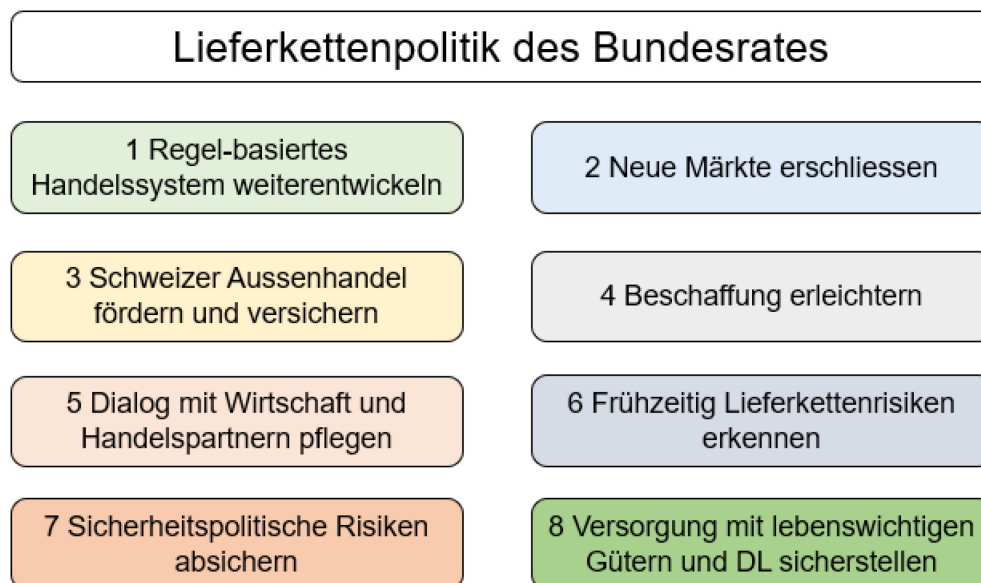 Lieferkettenpolitik des Bundesrates
1 Regel-basiertes
Handelssystem weiterentwickeln
2 Neue Märkte erschliessen
3 Schweizer Aussenhandel
fördern und versichern
4 Beschaffung erleichtern
5 Dialog mit Wirtschaft und
Handelspartnern pflegen
6 Frühzeitig Lieferkettenrisiken
erkennen
7 Sicherheitspolitische Risiken
absichern
8 Versorgung mit lebenswichtigen
Gütern und DL sicherstellen